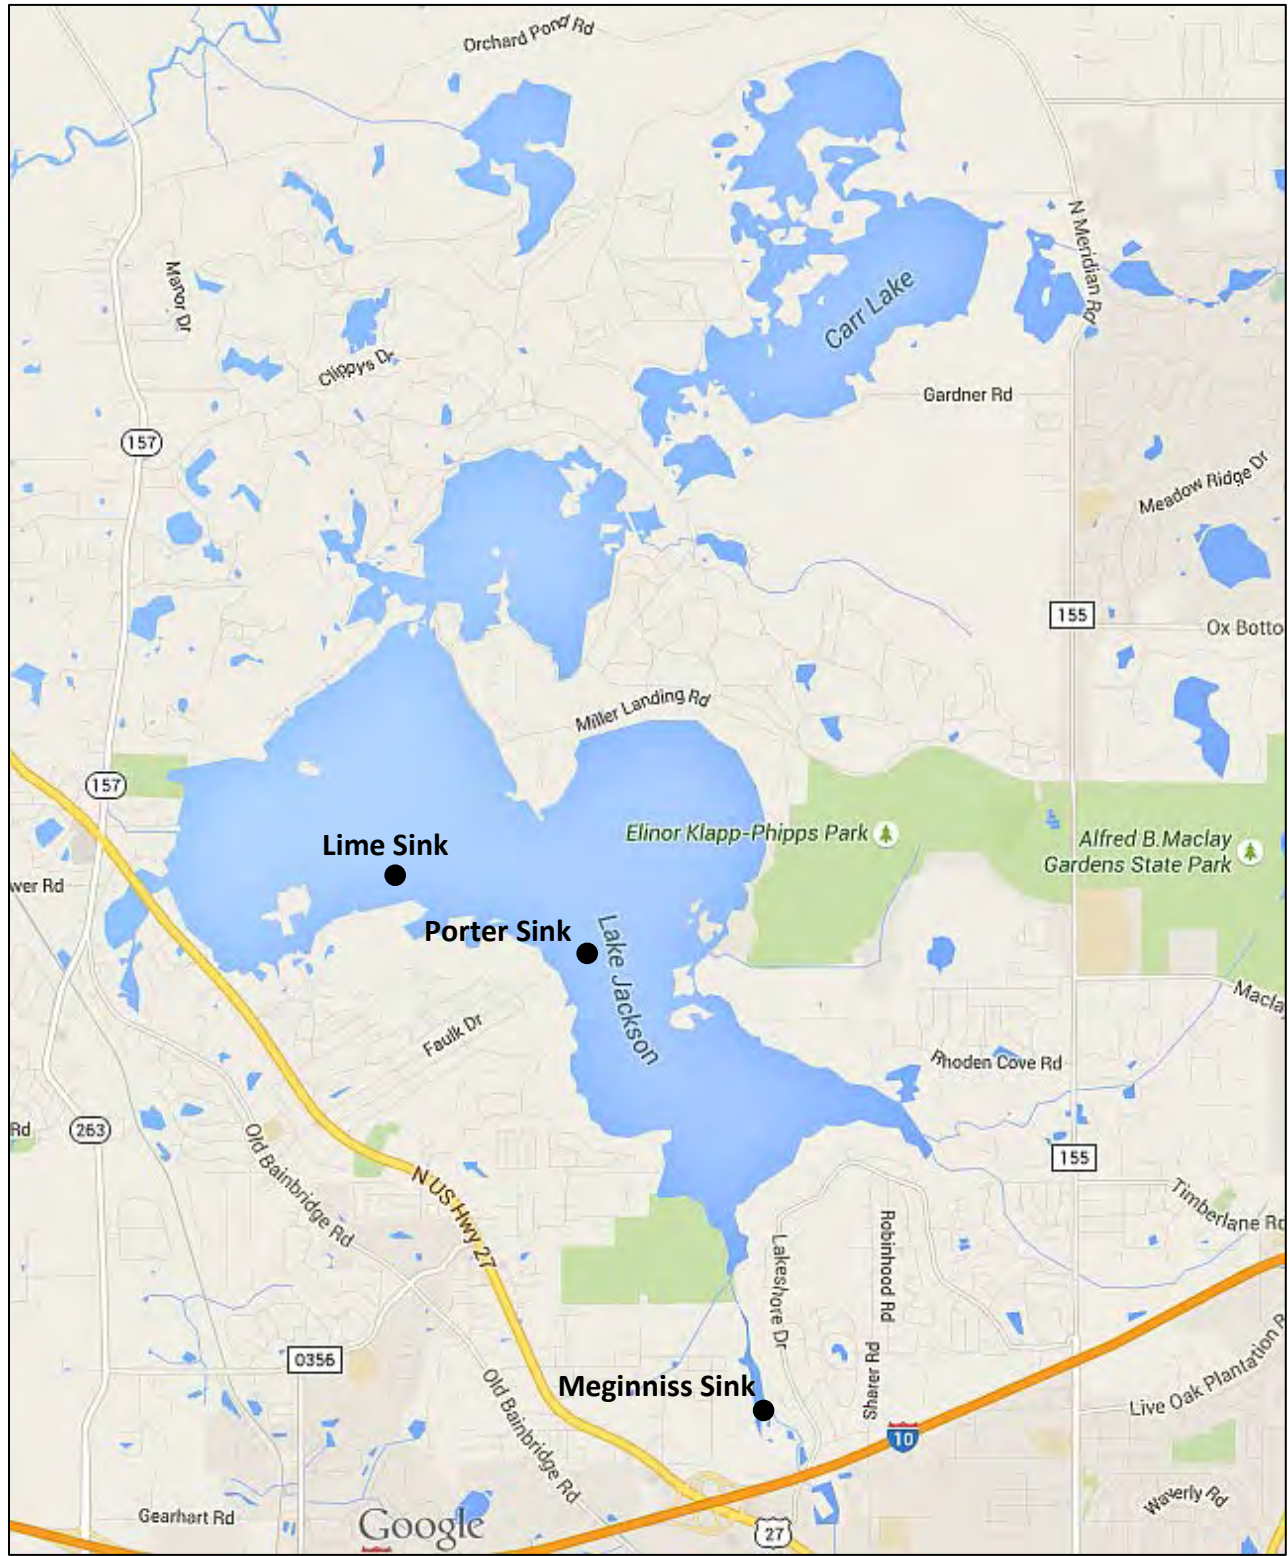 Orchard Pond Rd
N Meridian Rd
Manor Dr
Carr Lake
Clippys Dr
Gardner Rd
157
Meadow Ridge Dr
155
Ox Botto
Miller Landing Rd
157
Elinor Klapp-Phipps Park
Alfred B.Maclay
Gardens State Park
Lime Sink
wer Rd
Porter Sink
Lake Jackson
Macla
Faulk Dr
Rhoden Cove Rd
Rd
263
Old Bainbridge Rd
155
N US Hwy 27
Timberlane Rd
Robinhood Rd
Lakeshore Dr
0356
Sharer Rd
Meginniss Sink
Old Bainbridge Rd
Live Oak Plantation R
10
Waverly Rd
Gearhart Rd
Google
27